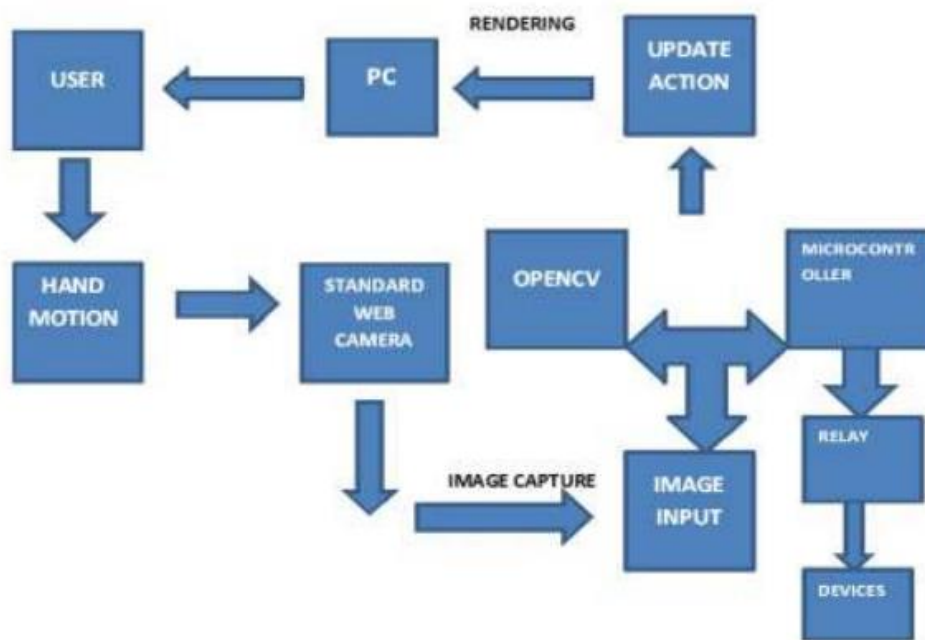 RENDERING
USER
PC
UPDATE
ACTION
HAND
MOTION
STANDARD
WEB
CAMERA
OPENCV
MICROCONTR
OLLER
RELAY
IMAGE CAPTURE
IMAGE
INPUT
DEVICES